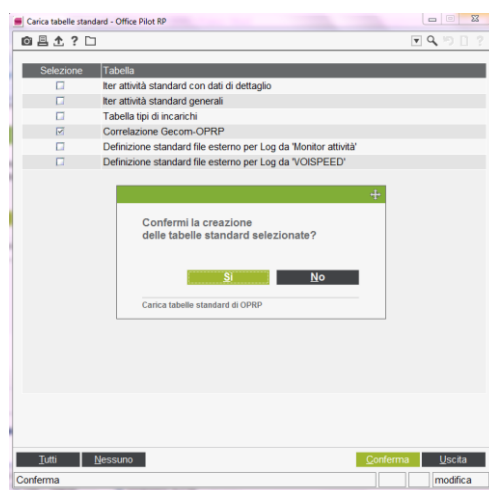 Carica tabelle standard - Office Pilot RP
Selezione Tabella
Iter attività standard con dati di dettaglio
Iter attività standard generali
Tabella tipi di incarichi
Correlazione Gecom-OPRP
Definizione standard file esterno per Log da 'Monitor attività'
Definizione standard file esterno per Log da 'VOISPEED'
Confermi la creazione
delle tabelle standard selezionate?
Si No
Carica tabelle standard di OPRP
Tutti Nessuno Conferma Uscita
Conferma modifica